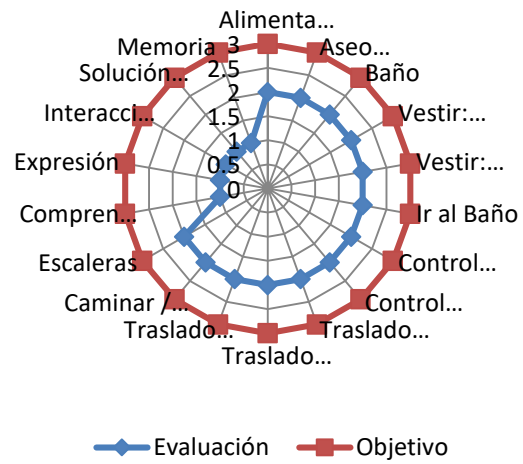 Alimenta...
Aseo...
Baño
Vestir:...
Vestir:...
Ir al Baño
Control...
Control...
Traslado...
Traslado...
Traslado...
Caminar /...
Escaleras
Compren...
Expresión
Interacci...
Solución...
Memoria
3
2.5
2
1.5
1
0.5
0
Evaluación
Objetivo